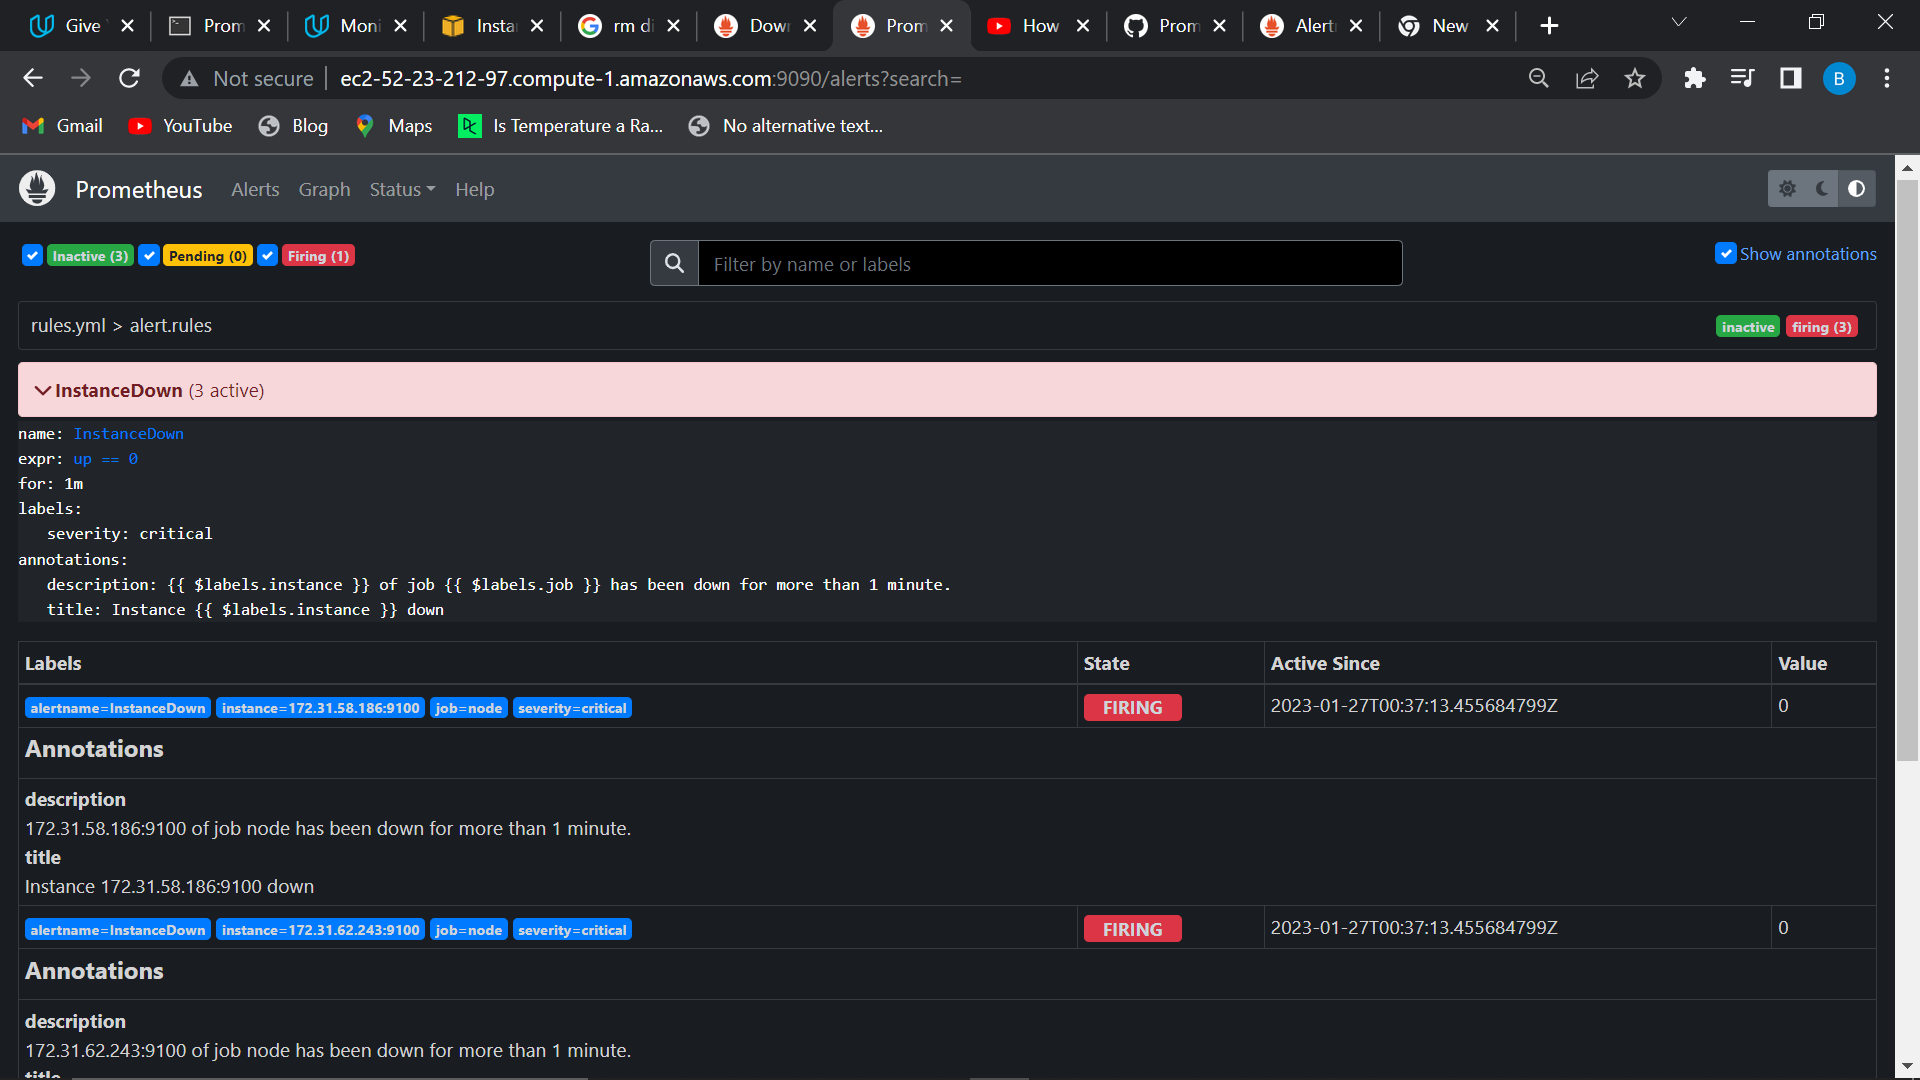 Give
Prom
Moni
Instar
rm di
Down
Prom
How
Prom
Alert
New
Not secure
ec2-52-23-212-97.compute-1.amazonaws.com:9090/alerts?search=
B
Gmail
YouTube
Blog
Maps
Is Temperature a Ra...
No alternative text...
Prometheus
Alerts
Graph
Status
Help
Inactive (3)
Pending (0)
Firing (1)
Filter by name or labels
Show annotations
rules.yml > alert.rules
inactive
firing (3)
InstanceDown (3 active)
name: InstanceDown
expr: up == 0
for: 1m
labels:
severity: critical
annotations:
description: {{ $labels.instance }} of job {{ $labels.job }} has been down for more than 1 minute.
title: Instance {{ $labels.instance }} down
Labels
State
Active Since
Value
alertname=InstanceDown
instance=172.31.58.186:9100
job=node
severity=critical
FIRING
2023-01-27T00:37:13.455684799Z
0
Annotations
description
172.31.58.186:9100 of job node has been down for more than 1 minute.
title
Instance 172.31.58.186:9100 down
alertname=InstanceDown
instance=172.31.62.243:9100
job=node
severity=critical
FIRING
2023-01-27T00:37:13.455684799Z
0
Annotations
description
172.31.62.243:9100 of job node has been down for more than 1 minute.
title